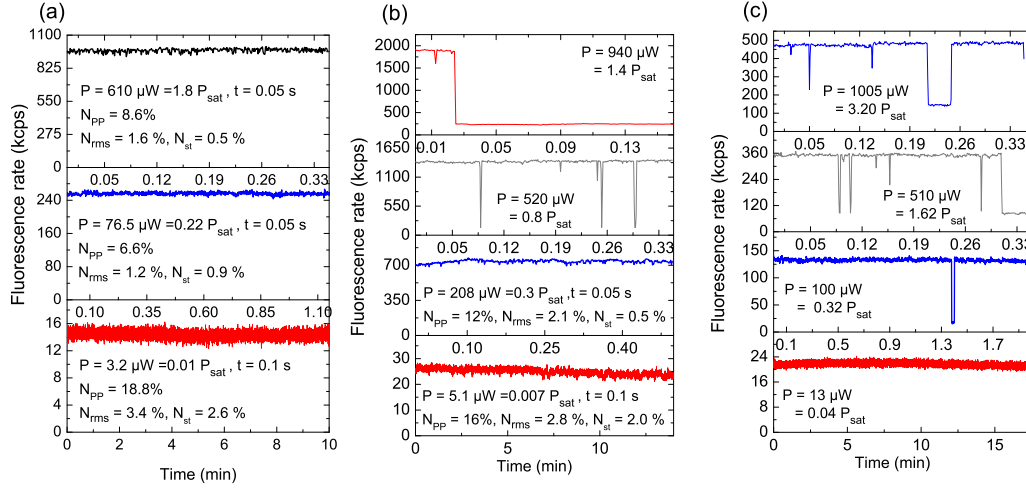 (a)
Fluorescence rate (kcps)
1100
825
550
275
0
P = 610 µW =1.8 Psat , t = 0.05 s
NPP = 8.6%
Nrms = 1.6 %, Nst = 0.5 %
0.05 0.12 0.19 0.26 0.33
240
160
80
0
P = 76.5 µW =0.22 Psat , t = 0.05 s
NPP = 6.6%
Nrms = 1.2 %, Nst = 0.9 %
0.10 0.35 0.60 0.85 1.10
16
12
8
4
0
P = 3.2 µW =0.01 Psat , t = 0.1 s
NPP = 18.8%
Nrms = 3.4 %, Nst = 2.6 %
0 2 4 6 8 10
Time (min)
(b)
Fluorescence rate (kcps)
2000
1500
1000
500
P = 940 µW
= 1.4 Psat
0.01 0.05 0.09 0.13
1650
1100
550
0
P = 520 µW
= 0.8 Psat
0.05 0.12 0.19 0.26 0.33
700
350
0
P = 208 µW =0.3 Psat ,t = 0.05 s
NPP = 12%, Nrms = 2.1 %, Nst = 0.5 %
0.10 0.25 0.40
30
20
10
0
P = 5.1 µW =0.007 Psat , t = 0.1 s
NPP = 16%, Nrms = 2.8 %, Nst = 2.0 %
0 5 10
Time (min)
(c)
Fluorescence rate (kcps)
500
400
300
200
100
0
P = 1005 µW
= 3.20 Psat
0.05 0.12 0.19 0.26 0.33
360
240
120
0
P = 510 µW
= 1.62 Psat
0.05 0.12 0.19 0.26 0.33
150
100
50
0
P = 100 µW
= 0.32 Psat
0.1 0.5 0.9 1.3 1.7
24
18
12
6
0
P = 13 µW
= 0.04 Psat
0 5 10 15
Time (min)